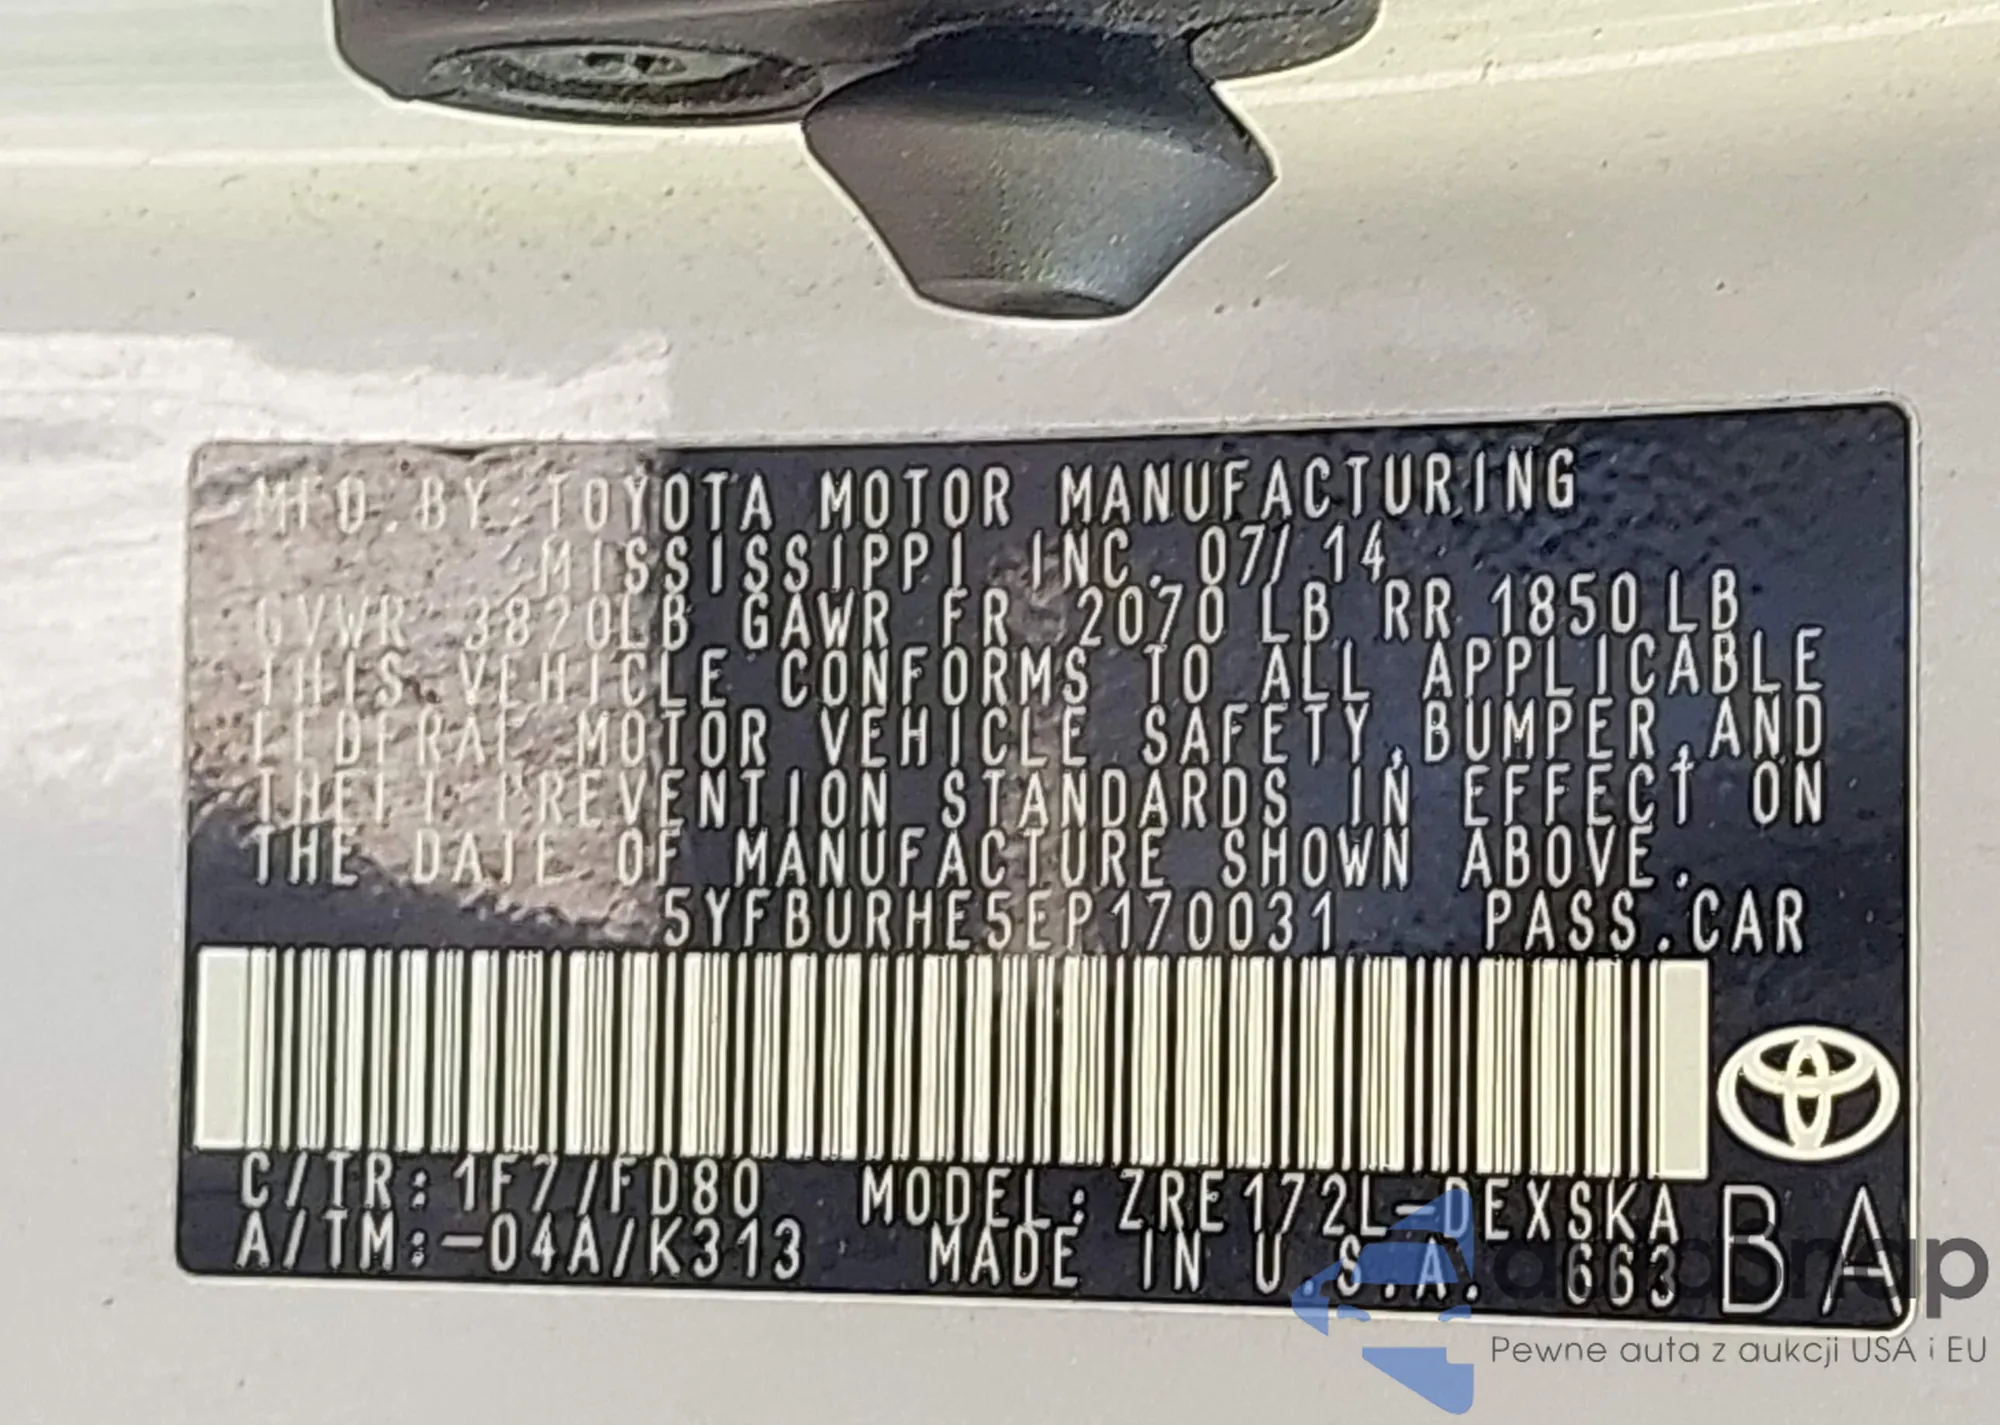 MFD.BY:TOYOTA MOTOR MANUFACTURING
MISSISSIPPI INC. 07/14
GVWR 3820LB GAWR FR 2070 LB RR 1850LB
THIS VEHICLE CONFORMS TO ALL APPLICABLE
FEDERAL MOTOR VEHICLE SAFETY,BUMPER,AND
THEFT PREVENTION STANDARDS IN EFFECT ON
THE DATE OF MANUFACTURE SHOWN ABOVE.
5YFBURHE5EP170031 PASS.CAR
C/TR:1F7/FD80 MODEL:ZRE172L-DEXSKA
A/TM:-04A/K313 MADE IN U.S.A. 663 BA
autaSnap
Pewne auta z aukcji USA i EU